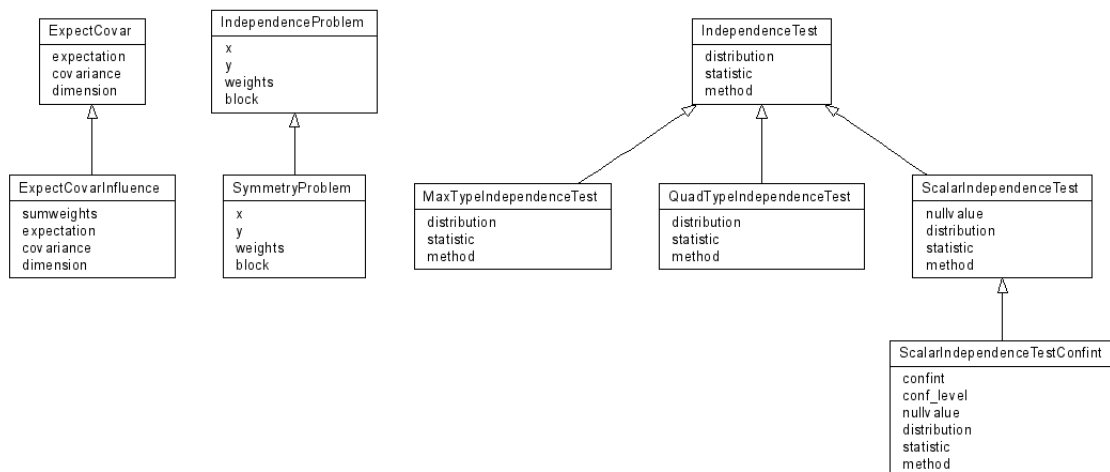 ExpectCovar
expectation
covariance
dimension
IndependenceProblem
x
y
weights
block
IndependenceTest
distribution
statistic
method
ExpectCovarInfluence
sumweights
expectation
covariance
dimension
SymmetryProblem
x
y
weights
block
MaxTypeIndependenceTest
distribution
statistic
method
QuadTypeIndependenceTest
distribution
statistic
method
ScalarIndependenceTest
nullvalue
distribution
statistic
method
ScalarIndependenceTestConfint
confint
conf_level
nullvalue
distribution
statistic
method